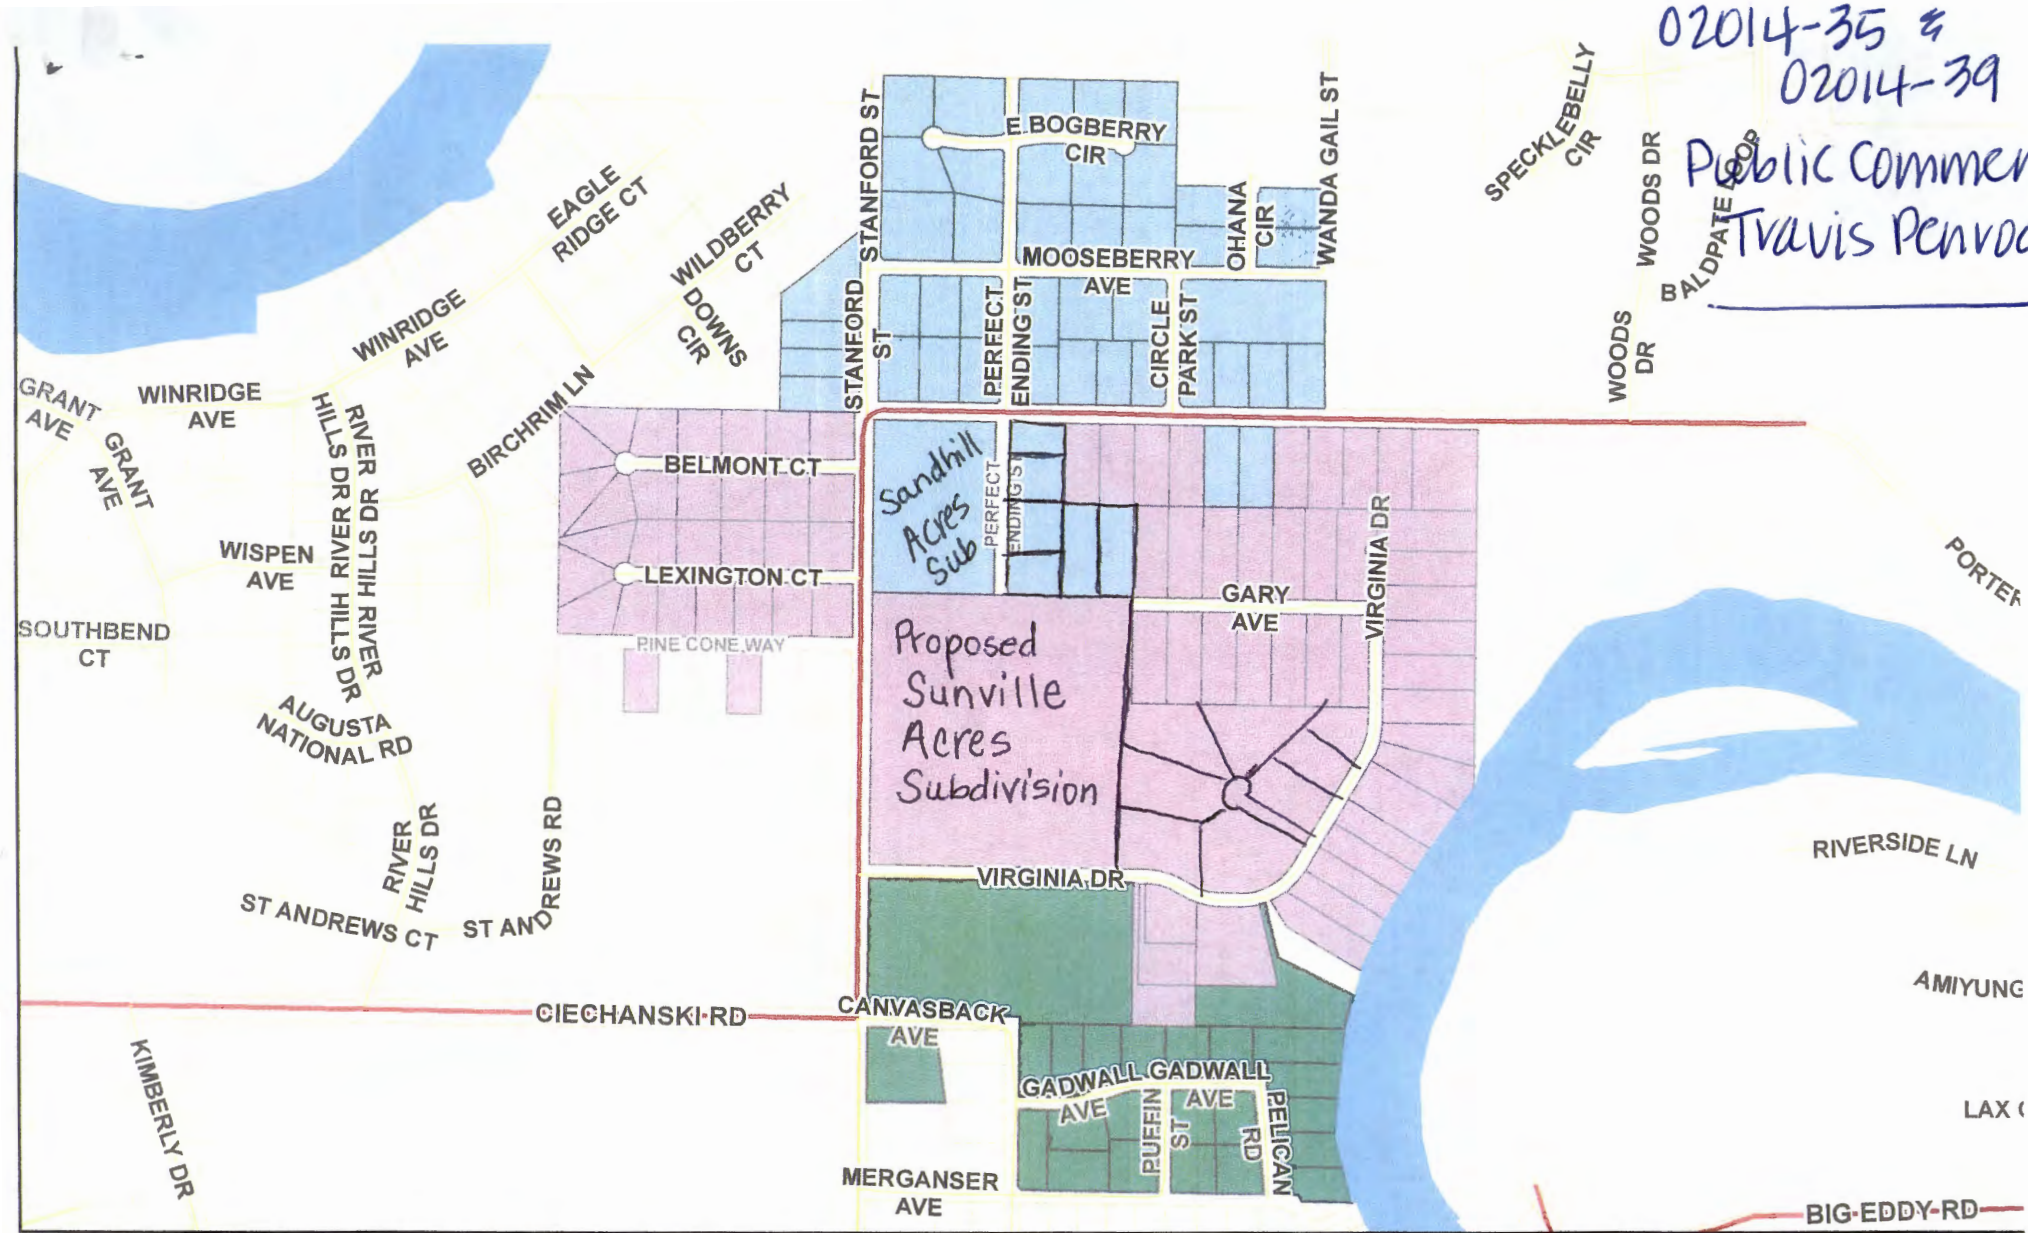 02014-35 &
02014-39
Public Commen
Travis Penroc
SPECKLEBELLY
CIR
WOODS DR
BALDPATE LOOP
WOODS
DR
STANFORD ST
E BOGBERRY
CIR
WANDA GAIL ST
OHANA
CIR
MOOSEBERRY
AVE
EAGLE
RIDGE CT
WILDBERRY
CT
DOWNS
CIR
WINRIDGE
AVE
STANFORD
ST
PERFECT
ENDING ST
CIRCLE
PARK ST
GRANT
AVE
WINRIDGE
AVE
GRANT
AVE
RIVER
HILLS DR
RIVER
HILLS DR
RIVER
HILLS DR
BIRCHRIM LN
BELMONT CT
Sandhill
Acres
Sub
PERFECT
ENDING ST
WISPEN
AVE
LEXINGTON CT
GARY
AVE
VIRGINIA DR
PORTER
SOUTHBEND
CT
PINE CONE WAY
Proposed
Sunville
Acres
Subdivision
AUGUSTA
NATIONAL RD
RIVER
HILLS DR
ST ANDREWS RD
RIVERSIDE LN
VIRGINIA DR
ST ANDREWS CT
AMIYUNG
CIECHANSKI RD
CANVASBACK
AVE
KIMBERLY DR
GADWALL
AVE
GADWALL
AVE
PUFFIN
ST
PELICAN
RD
LAX
MERGANSER
AVE
BIG EDDY RD